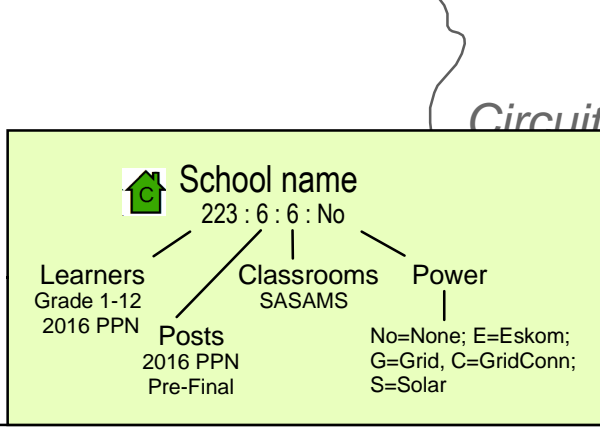 Circuit
C
School name
223 : 6 : 6 : No
Learners
Grade 1-12
2016 PPN
Posts
2016 PPN
Pre-Final
Classrooms
SASAMS
Power
No=None; E=Eskom;
G=Grid, C=GridConn;
S=Solar